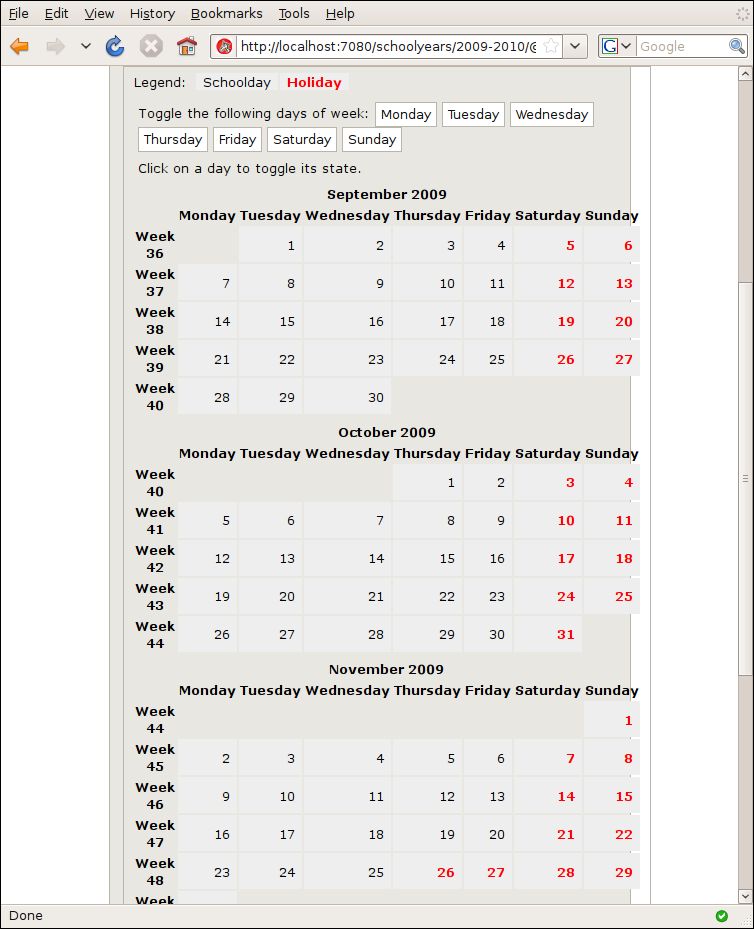 File Edit View History Bookmarks Tools Help
http://localhost:7080/schoolyears/2009-2010/@ Google
Legend: Schoolday Holiday
Toggle the following days of week: Monday Tuesday Wednesday
Thursday Friday Saturday Sunday
Click on a day to toggle its state.
September 2009
Monday Tuesday Wednesday Thursday Friday Saturday Sunday
Week 36 1 2 3 4 5 6
Week 37 7 8 9 10 11 12 13
Week 38 14 15 16 17 18 19 20
Week 39 21 22 23 24 25 26 27
Week 40 28 29 30
October 2009
Monday Tuesday Wednesday Thursday Friday Saturday Sunday
Week 40 1 2 3 4
Week 41 5 6 7 8 9 10 11
Week 42 12 13 14 15 16 17 18
Week 43 19 20 21 22 23 24 25
Week 44 26 27 28 29 30 31
November 2009
Monday Tuesday Wednesday Thursday Friday Saturday Sunday
Week 44 1
Week 45 2 3 4 5 6 7 8
Week 46 9 10 11 12 13 14 15
Week 47 16 17 18 19 20 21 22
Week 48 23 24 25 26 27 28 29
Week
Done